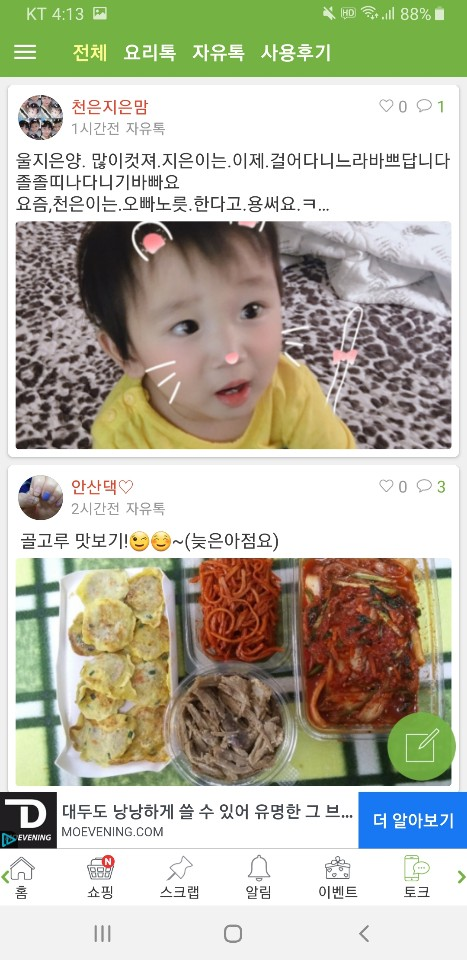 KT 4:13
HD
88%
전체 요리톡 자유톡 사용후기
천은지은맘
0
1
1시간전 자유톡
울지은양. 많이컷져.지은이는.이제.걸어다니느라바쁘답니다
졸졸띠나다니기바빠요
요즘,천은이는.오빠노릇.한다고.용써요.ㅋ...
안산댁♡
0
3
2시간전 자유톡
골고루 맛보기!😉☺️~(늦은아점요)
D
EVENING
대두도 낭낭하게 쓸 수 있어 유명한 그 브...
MOEVENING.COM
더 알아보기
N
홈 쇼핑 스크랩 알림 이벤트 토크